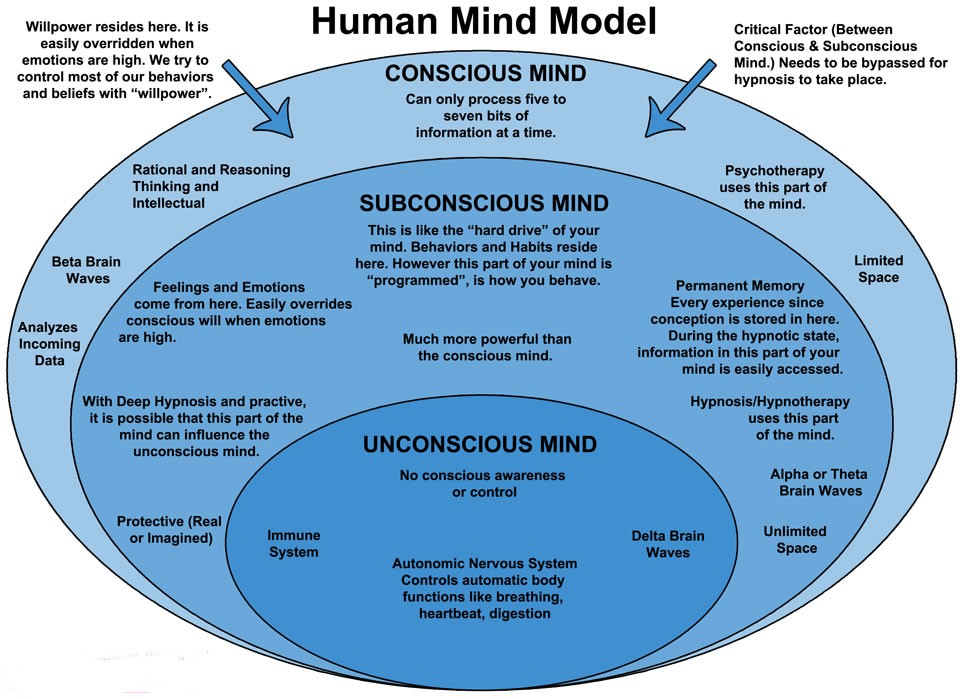 Human Mind Model
Willpower resides here. It is
easily overridden when
emotions are high. We try to
control most of our behaviors
and beliefs with “willpower”.
Critical Factor (Between
Conscious & Subconscious
Mind.) Needs to be bypassed for
hypnosis to take place.
CONSCIOUS MIND
Can only process five to
seven bits of
information at a time.
Rational and Reasoning
Thinking and
Intellectual
Psychotherapy
uses this part of
the mind.
Beta Brain
Waves
Limited
Space
Analyzes
Incoming
Data
SUBCONSCIOUS MIND
This is like the “hard drive” of your
mind. Behaviors and Habits reside
here. However this part of your mind is
“programmed”, is how you behave.
Feelings and Emotions
come from here. Easily overrides
conscious will when emotions
are high.
Permanent Memory
Every experience since
conception is stored in here.
During the hypnotic state,
information in this part of your
mind is easily accessed.
Much more powerful than
the conscious mind.
With Deep Hypnosis and practive,
it is possible that this part of the
mind can influence the
unconscious mind.
Hypnosis/Hypnotherapy
uses this part
of the mind.
Alpha or Theta
Brain Waves
Protective (Real
or Imagined)
Unlimited
Space
UNCONSCIOUS MIND
No conscious awareness
or control
Immune
System
Delta Brain
Waves
Autonomic Nervous System
Controls automatic body
functions like breathing,
heartbeat, digestion